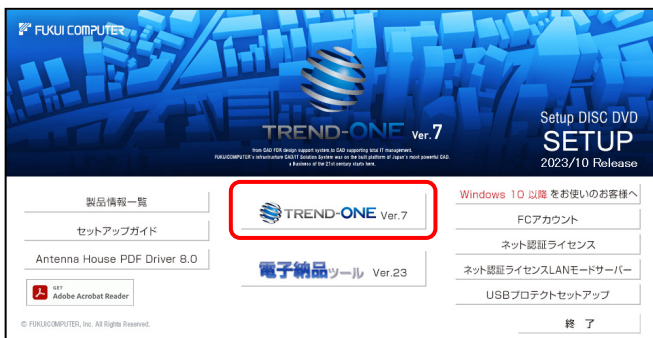 FUKUI COMPUTER
TREND-ONE Ver.7
from CAD FOR design support system to CAD supporting total IT management.
FUKUICOMPUTER's infrastructure CAD/IT Solution System was on the built platform of Japan's most powerful CAD.
a Business of the 21st century starts here.
Setup DISC DVD
SETUP
2023/10 Release
製品情報一覧
セットアップガイド
Antenna House PDF Driver 8.0
GET
Adobe Acrobat Reader
TREND-ONE Ver.7
電子納品ツール Ver.23
Windows 10 以降 をお使いのお客様へ
FCアカウント
ネット認証ライセンス
ネット認証ライセンスLANモードサーバー
USBプロテクトセットアップ
© FUKUICOMPUTER, Inc. All Rights Reserved.
終 了